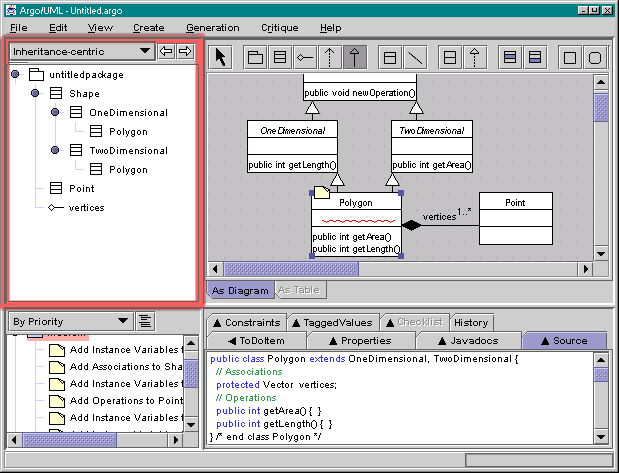 Argo/UML - Untitled.argo
File Edit View Create Generation Critique Help
Inheritance-centric
untitledpackage
Shape
OneDimensional
Polygon
TwoDimensional
Polygon
Point
vertices
public void newOperation()
OneDimensional
TwoDimensional
public int getLength()
public int getArea()
Polygon
Point
vertices
1..*
public int getArea()
public int getLength()
As Diagram
As Table
By Priority
Add Instance Variables t
Add Associations to Sha
Add Instance Variables t
Add Operations to Point
Add Instance Variables t
Constraints
TaggedValues
Checklist
History
ToDoItem
Properties
Javadocs
Source
public class Polygon extends OneDimensional, TwoDimensional {
// Associations
protected Vector vertices;
// Operations
public int getArea() { }
public int getLength() { }
} /* end class Polygon */